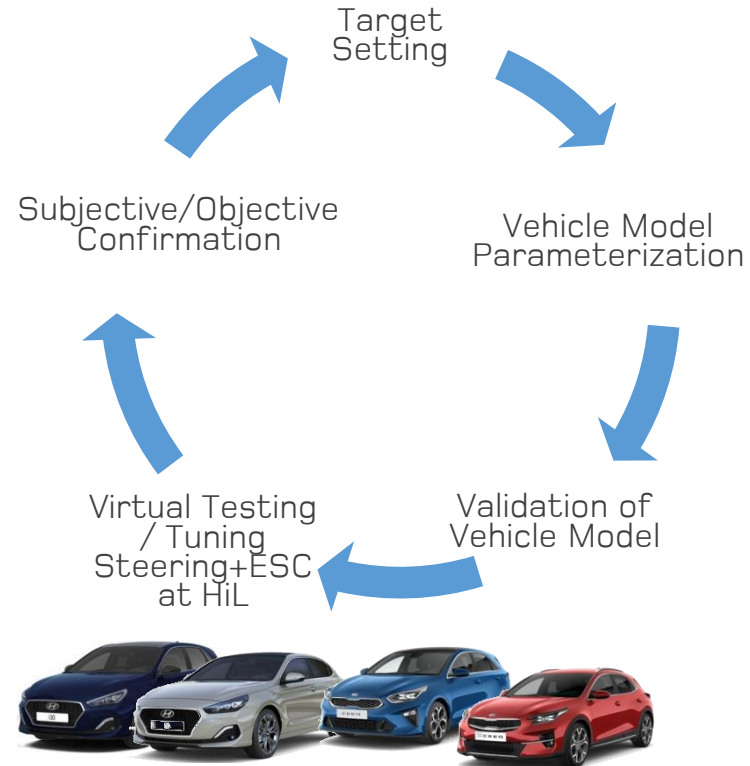 Target
Setting
Vehicle Model
Parameterization
Validation of
Vehicle Model
Virtual Testing
/ Tuning
Steering+ESC
at HiL
Subjective/Objective
Confirmation